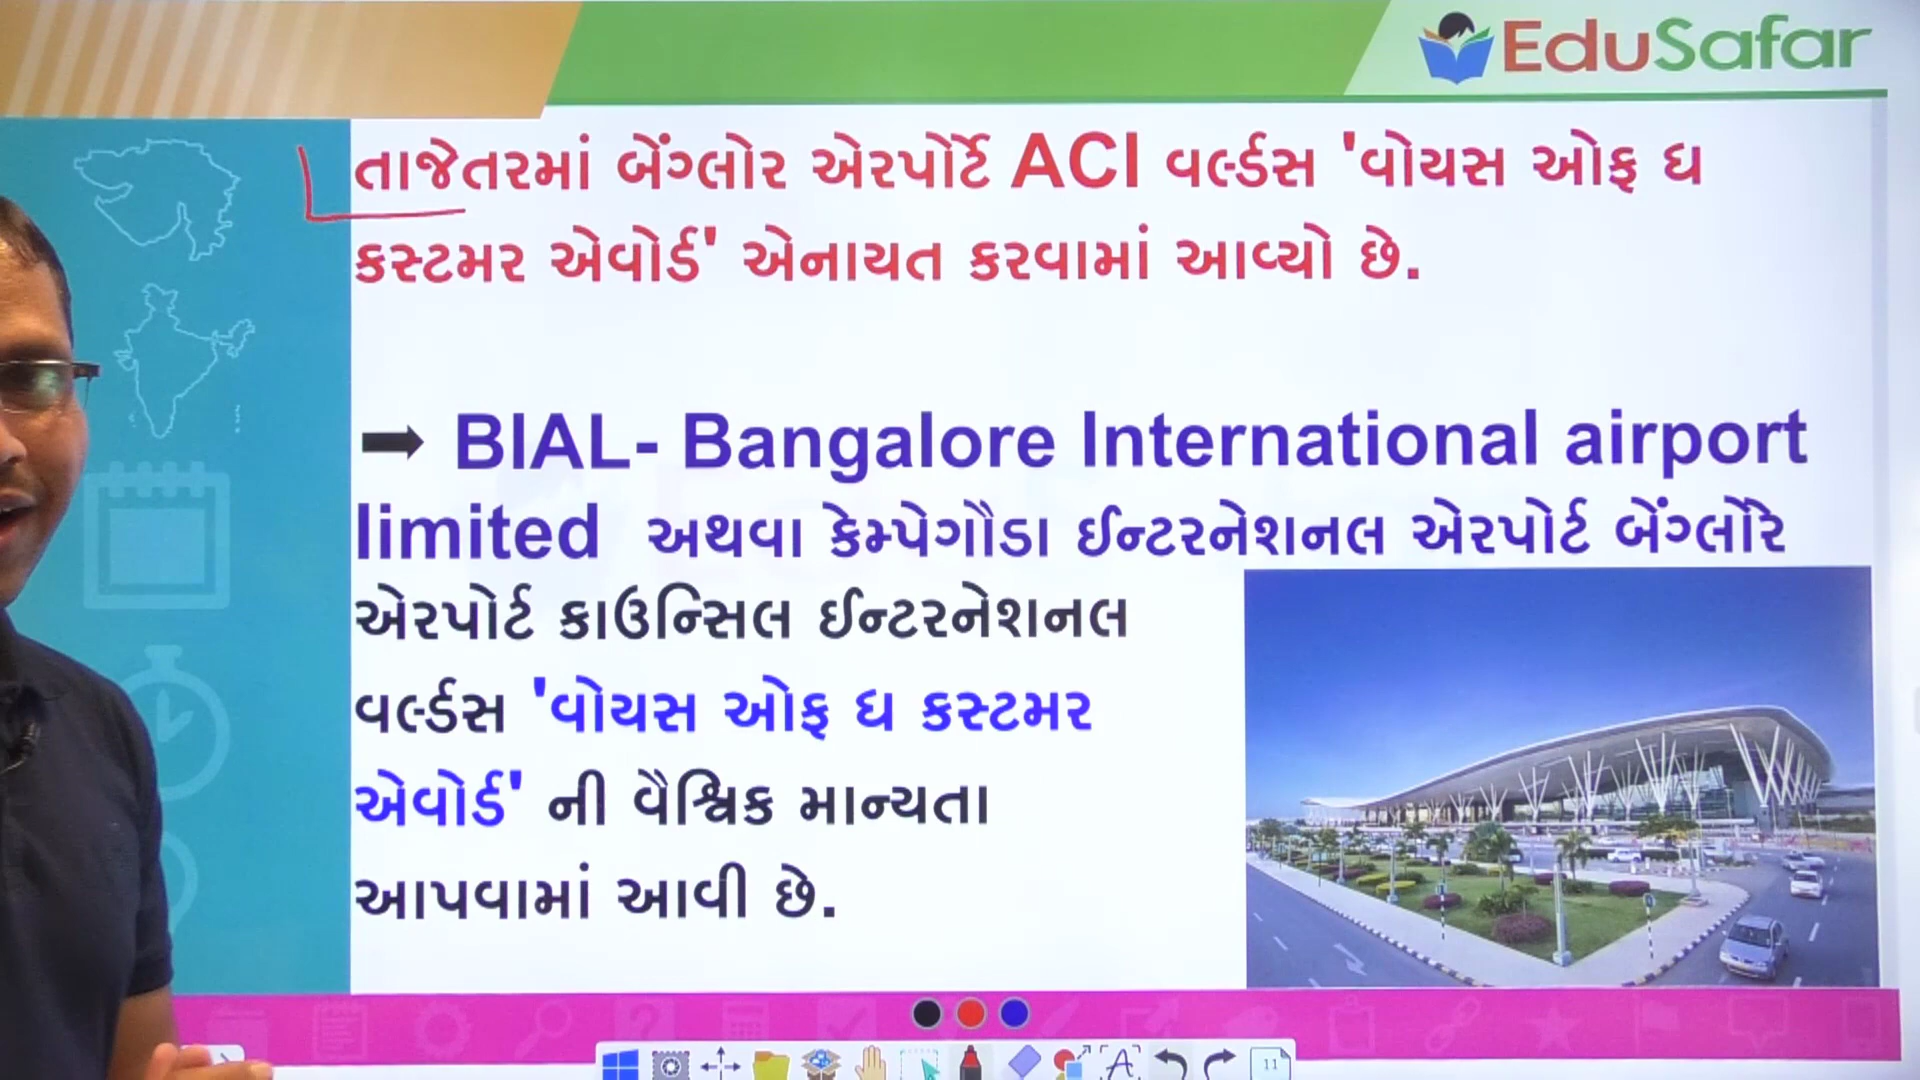 EduSafar
તાજેતરમાં બેંગ્લોર એરપોર્ટે ACI વર્લ્ડસ 'વોયસ ઓફ ધ
કસ્ટમર એવોર્ડ' એનાયત કરવામાં આવ્યો છે.
➡ BIAL- Bangalore International airport
limited અથવા કેમ્પેગૌડા ઈન્ટરનેશનલ એરપોર્ટ બેંગ્લોરે
એરપોર્ટ કાઉન્સિલ ઈન્ટરનેશનલ
વર્લ્ડસ 'વોયસ ઓફ ધ કસ્ટમર
એવોર્ડ' ની વૈશ્વિક માન્યતા
આપવામાં આવી છે.
11